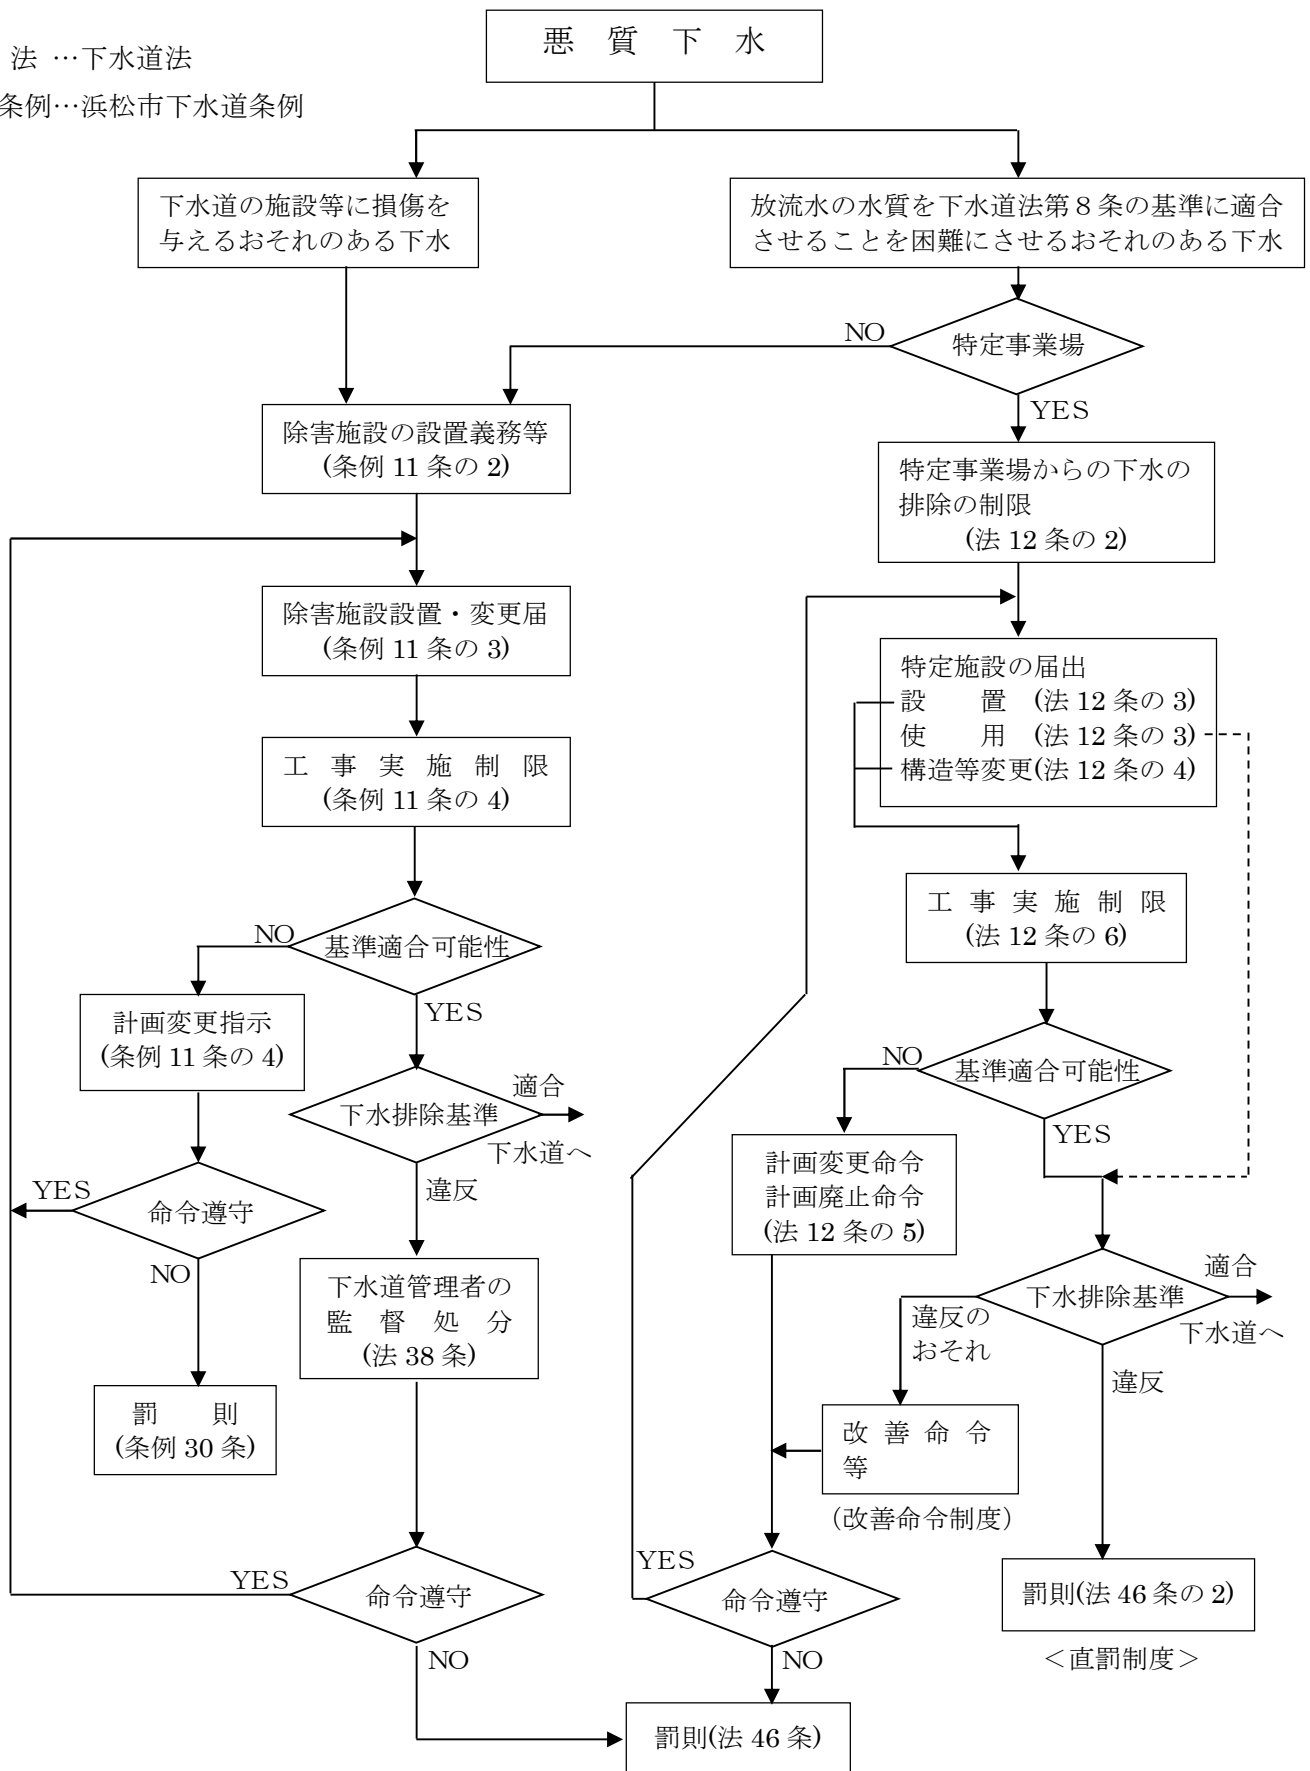 悪 質 下 水
法 …下水道法
条例…浜松市下水道条例
下水道の施設等に損傷を
与えるおそれのある下水
放流水の水質を下水道法第８条の基準に適合
させることを困難にさせるおそれのある下水
特定事業場
NO
YES
除害施設の設置義務等
(条例 11 条の 2)
特定事業場からの下水の
排除の制限
(法 12 条の 2)
除害施設設置・変更届
(条例 11 条の 3)
特定施設の届出
設 置 (法 12 条の 3)
使 用 (法 12 条の 3)
構造等変更(法 12 条の 4)
工 事 実 施 制 限
(条例 11 条の 4)
工 事 実 施 制 限
(法 12 条の 6)
基準適合可能性
NO
YES
計画変更指示
(条例 11 条の 4)
基準適合可能性
NO
YES
下水排除基準
適合
下水道へ
違反
計画変更命令
計画廃止命令
(法 12 条の 5)
命令遵守
YES
NO
下水道管理者の
監 督 処 分
(法 38 条)
下水排除基準
適合
下水道へ
違反の
おそれ
違反
罰 則
(条例 30 条)
改 善 命 令
等
（改善命令制度）
命令遵守
YES
NO
命令遵守
YES
NO
罰則(法 46 条の 2)
＜直罰制度＞
罰則(法 46 条)